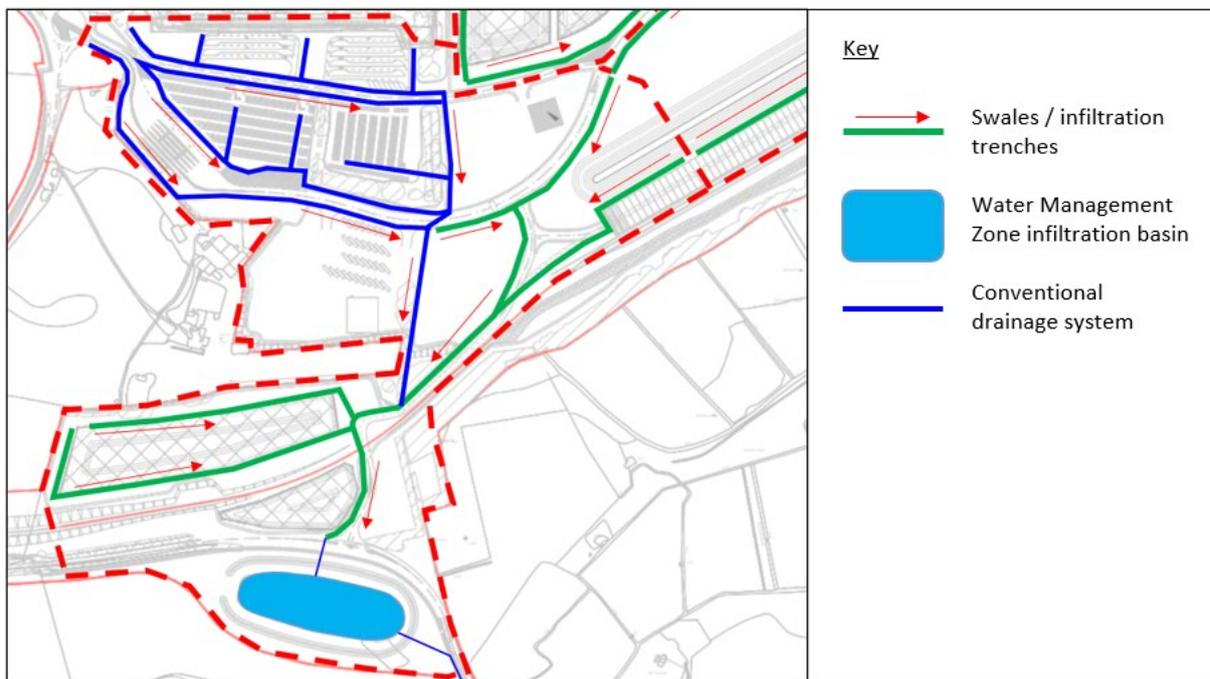 Key
Swales / infiltration
trenches
Water Management
Zone infiltration basin
Conventional
drainage system